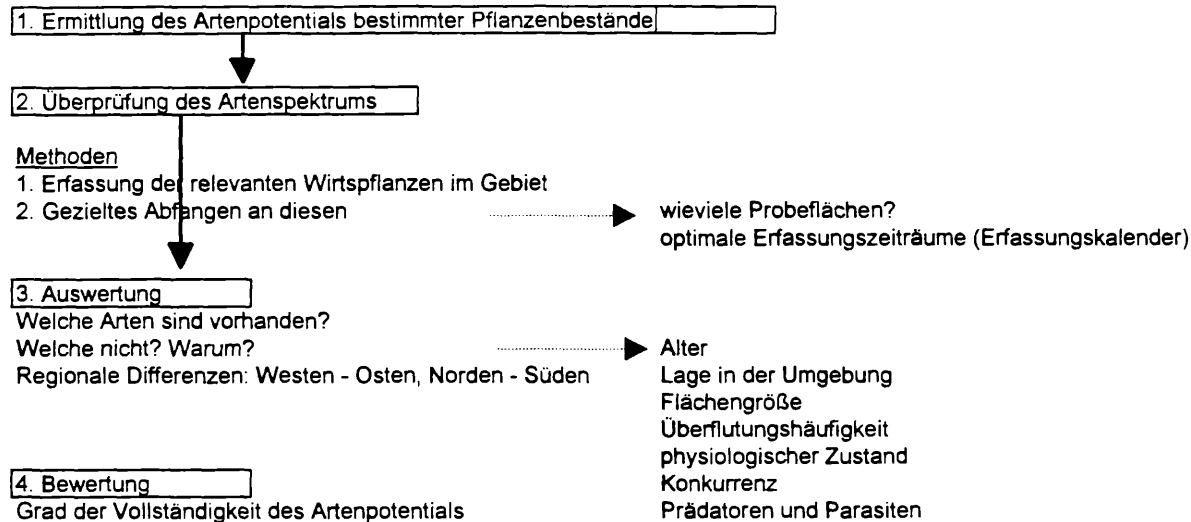 1. Ermittlung des Artenpotentials bestimmter Pflanzenbestände
2. Überprüfung des Artenspektrums
Methoden
1. Erfassung der relevanten Wirtspflanzen im Gebiet
2. Gezieltes Abfangen an diesen
wieviele Probeflächen?
optimale Erfassungszeiträume (Erfassungskalender)
3. Auswertung
Welche Arten sind vorhanden?
Welche nicht? Warum?
Regionale Differenzen: Westen - Osten, Norden - Süden
Alter
Lage in der Umgebung
Flächengröße
Überflutungshäufigkeit
physiologischer Zustand
Konkurrenz
Prädatoren und Parasiten
4. Bewertung
Grad der Vollständigkeit des Artenpotentials